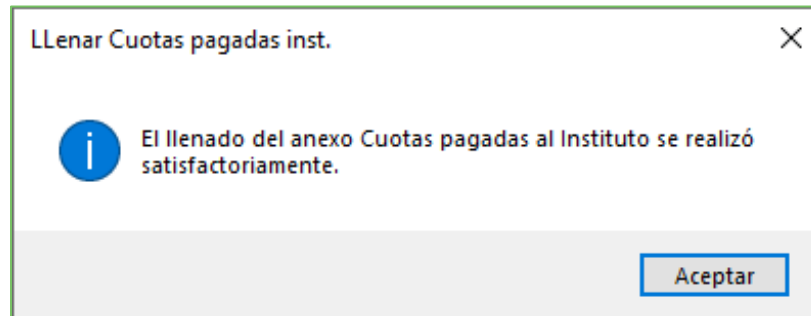 LLenar Cuotas pagadas inst.
El llenado del anexo Cuotas pagadas al Instituto se realizó
satisfactoriamente.
Aceptar